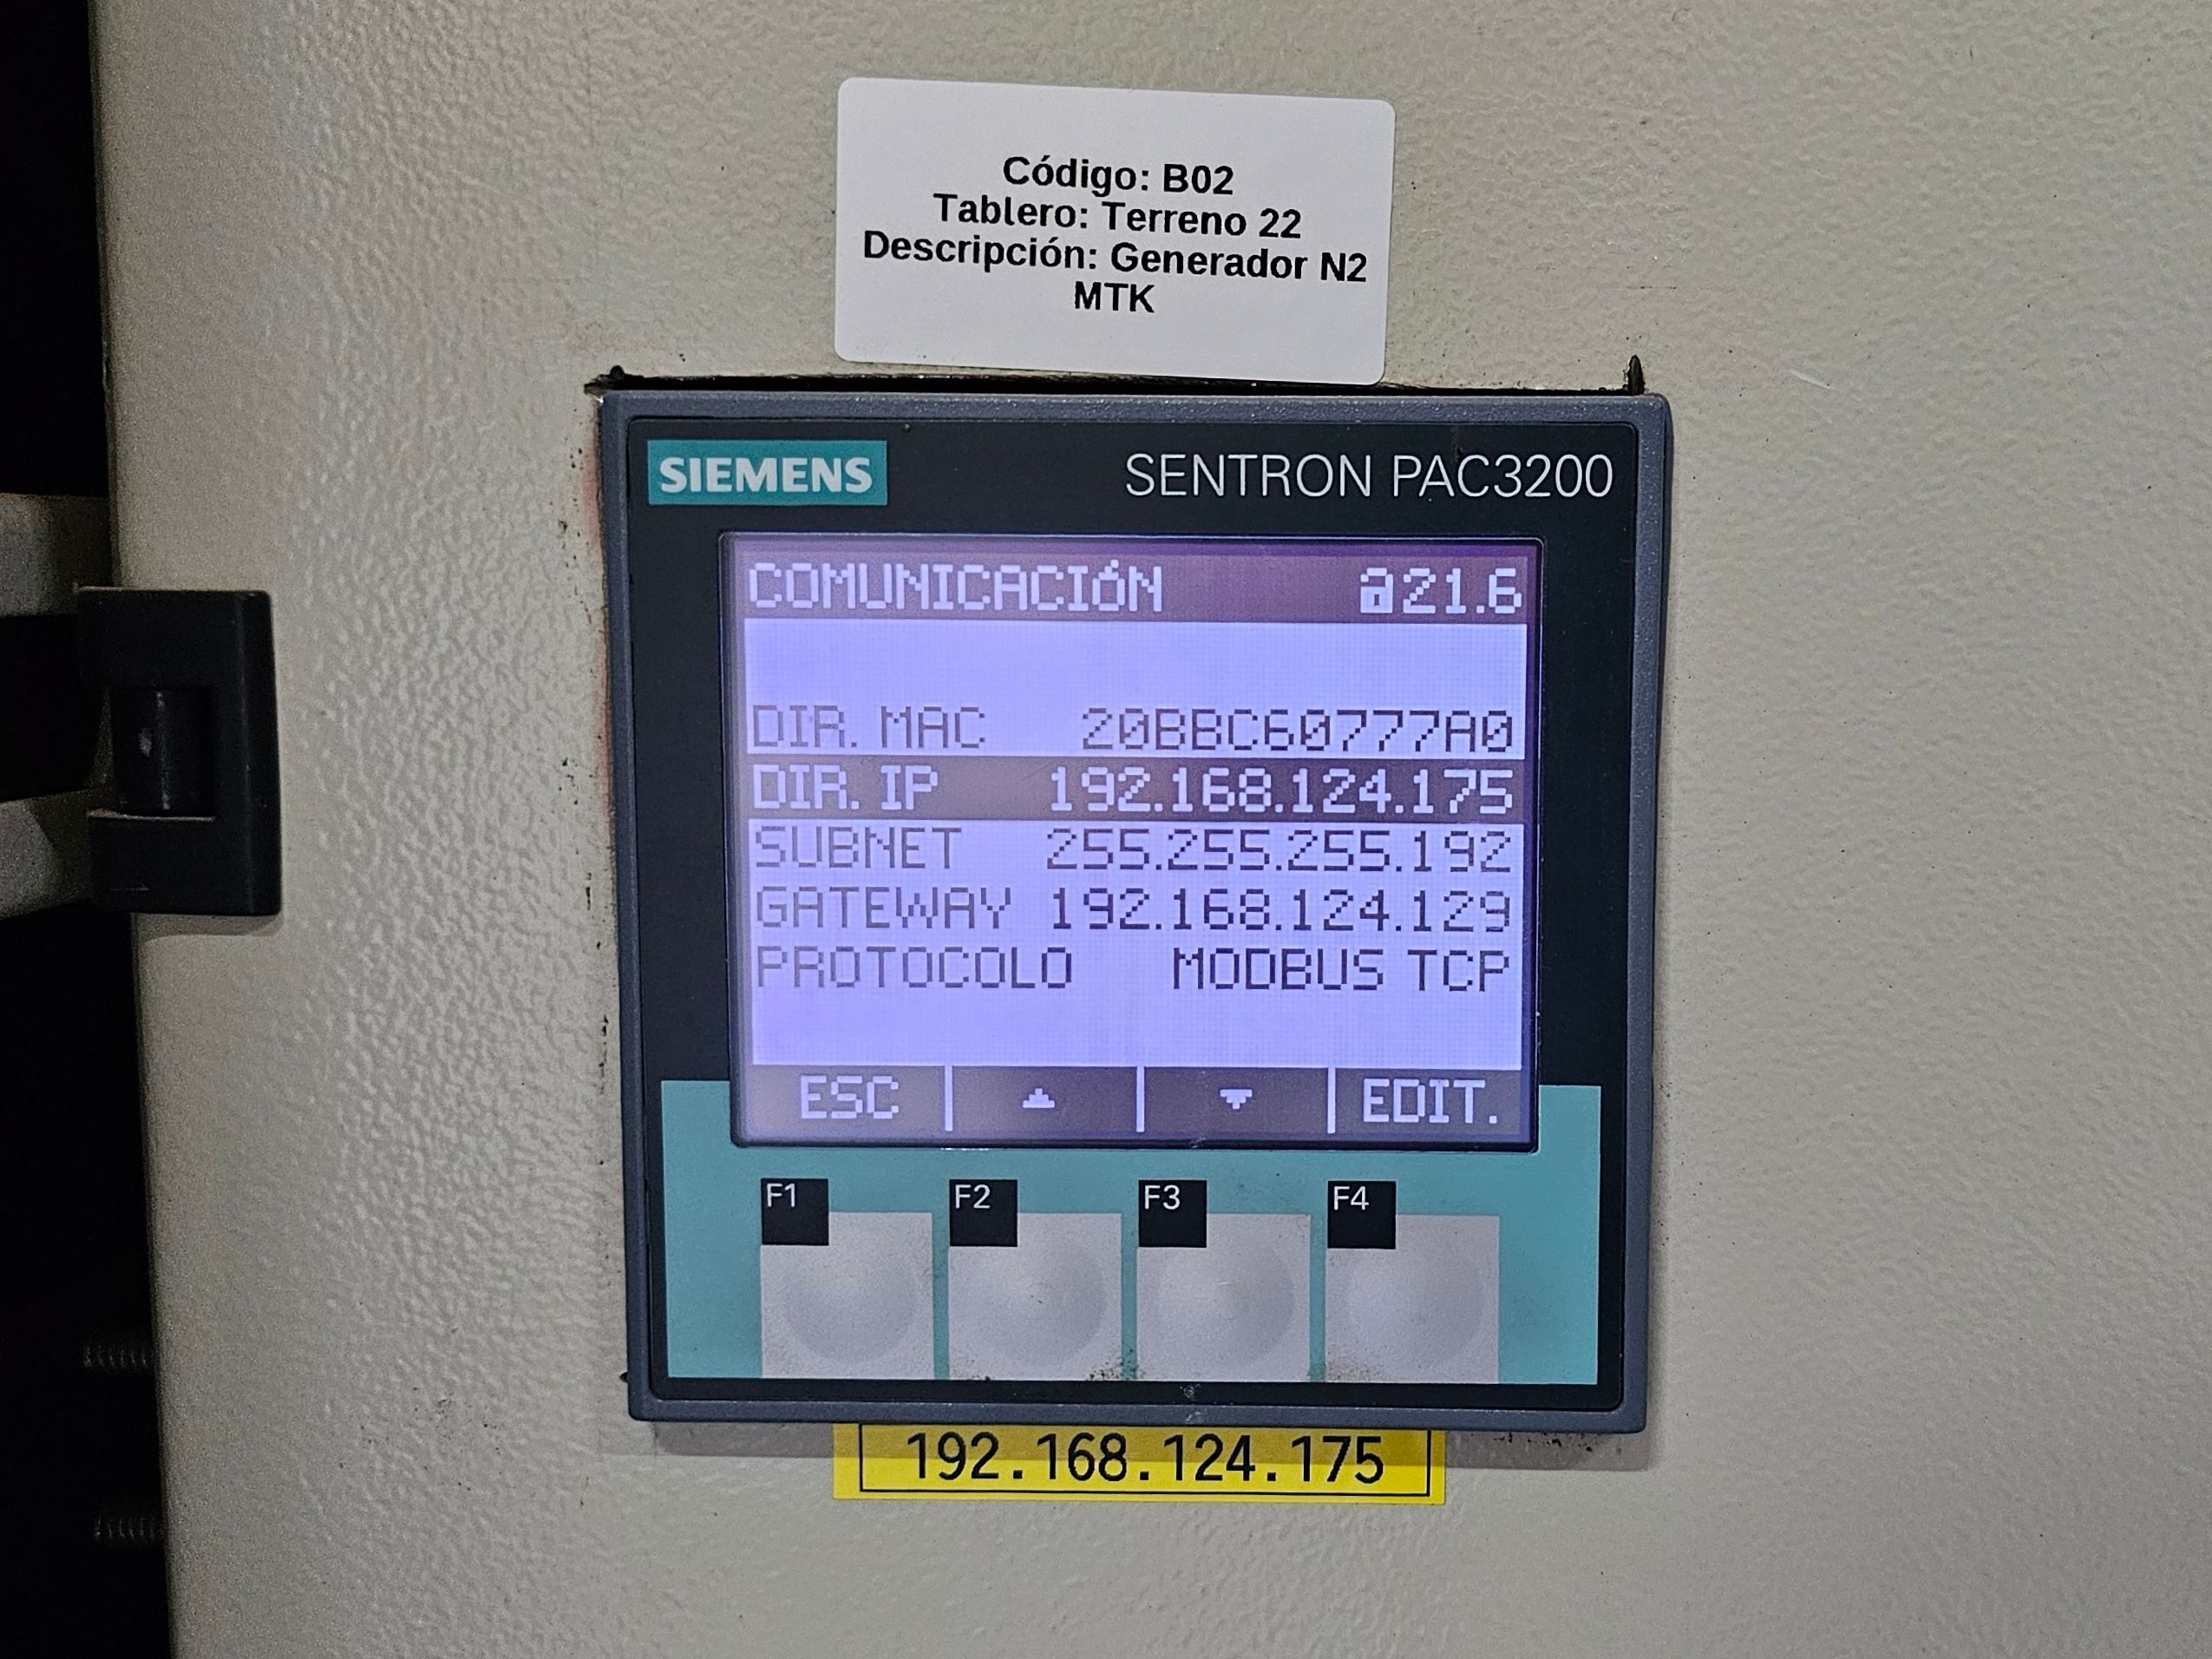 Código: B02
Tablero: Terreno 22
Descripción: Generador N2
MTK
SIEMENS SENTRON PAC3200
COMUNICACIÓN 21.6
DIR. MAC 20BBC60777A0
DIR. IP 192.168.124.175
SUBNET 255.255.255.192
GATEWAY 192.168.124.129
PROTOCOLO MODBUS TCP
ESC EDIT.
F1 F2 F3 F4
192.168.124.175